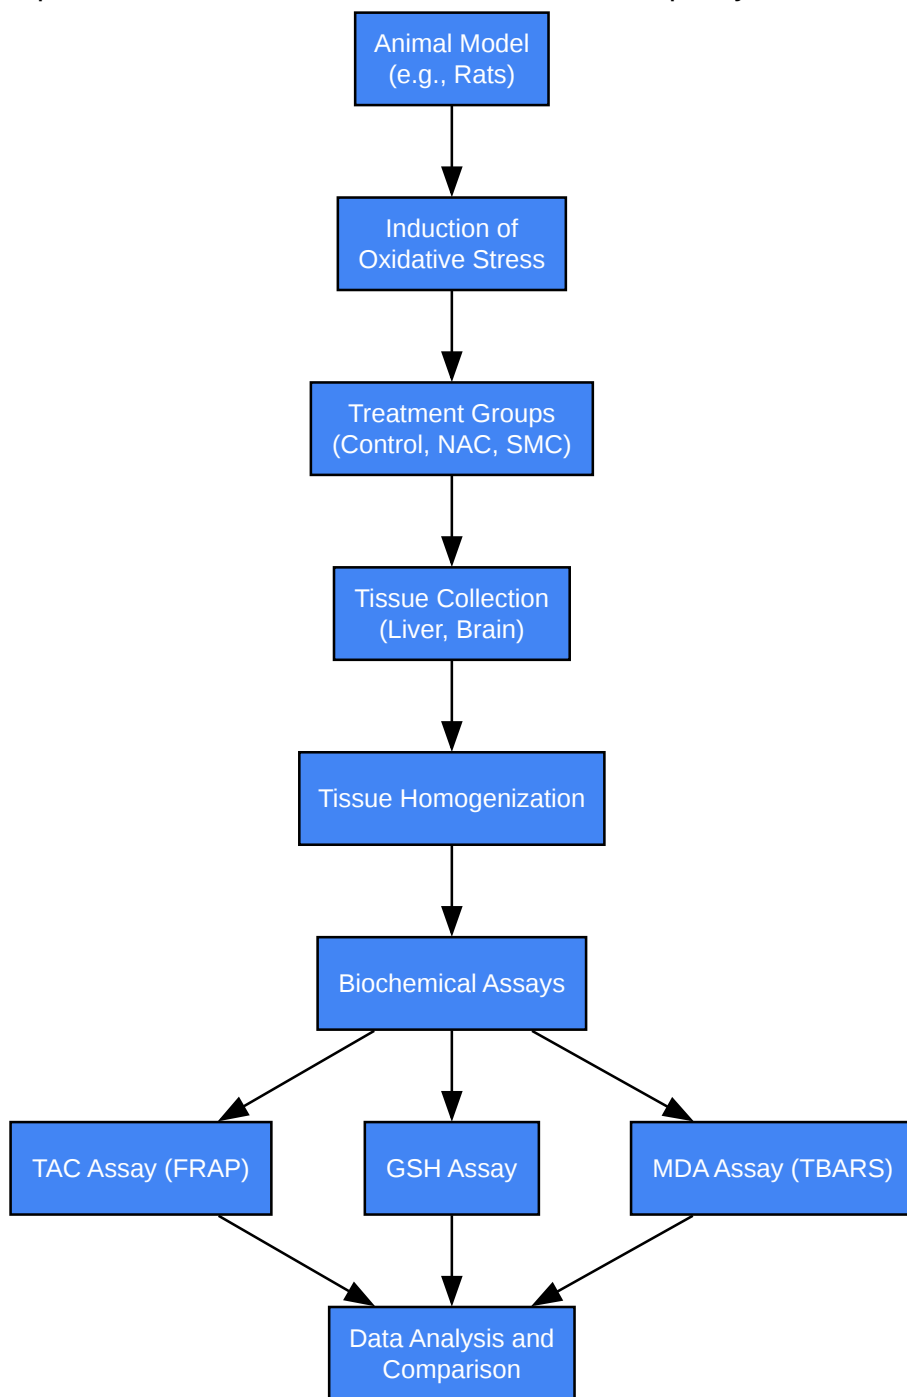 Animal Model
(e.g., Rats)
Induction of
Oxidative Stress
Treatment Groups
(Control, NAC, SMC)
Tissue Collection
(Liver, Brain)
Tissue Homogenization
Biochemical Assays
TAC Assay (FRAP)
GSH Assay
MDA Assay (TBARS)
Data Analysis and
Comparison